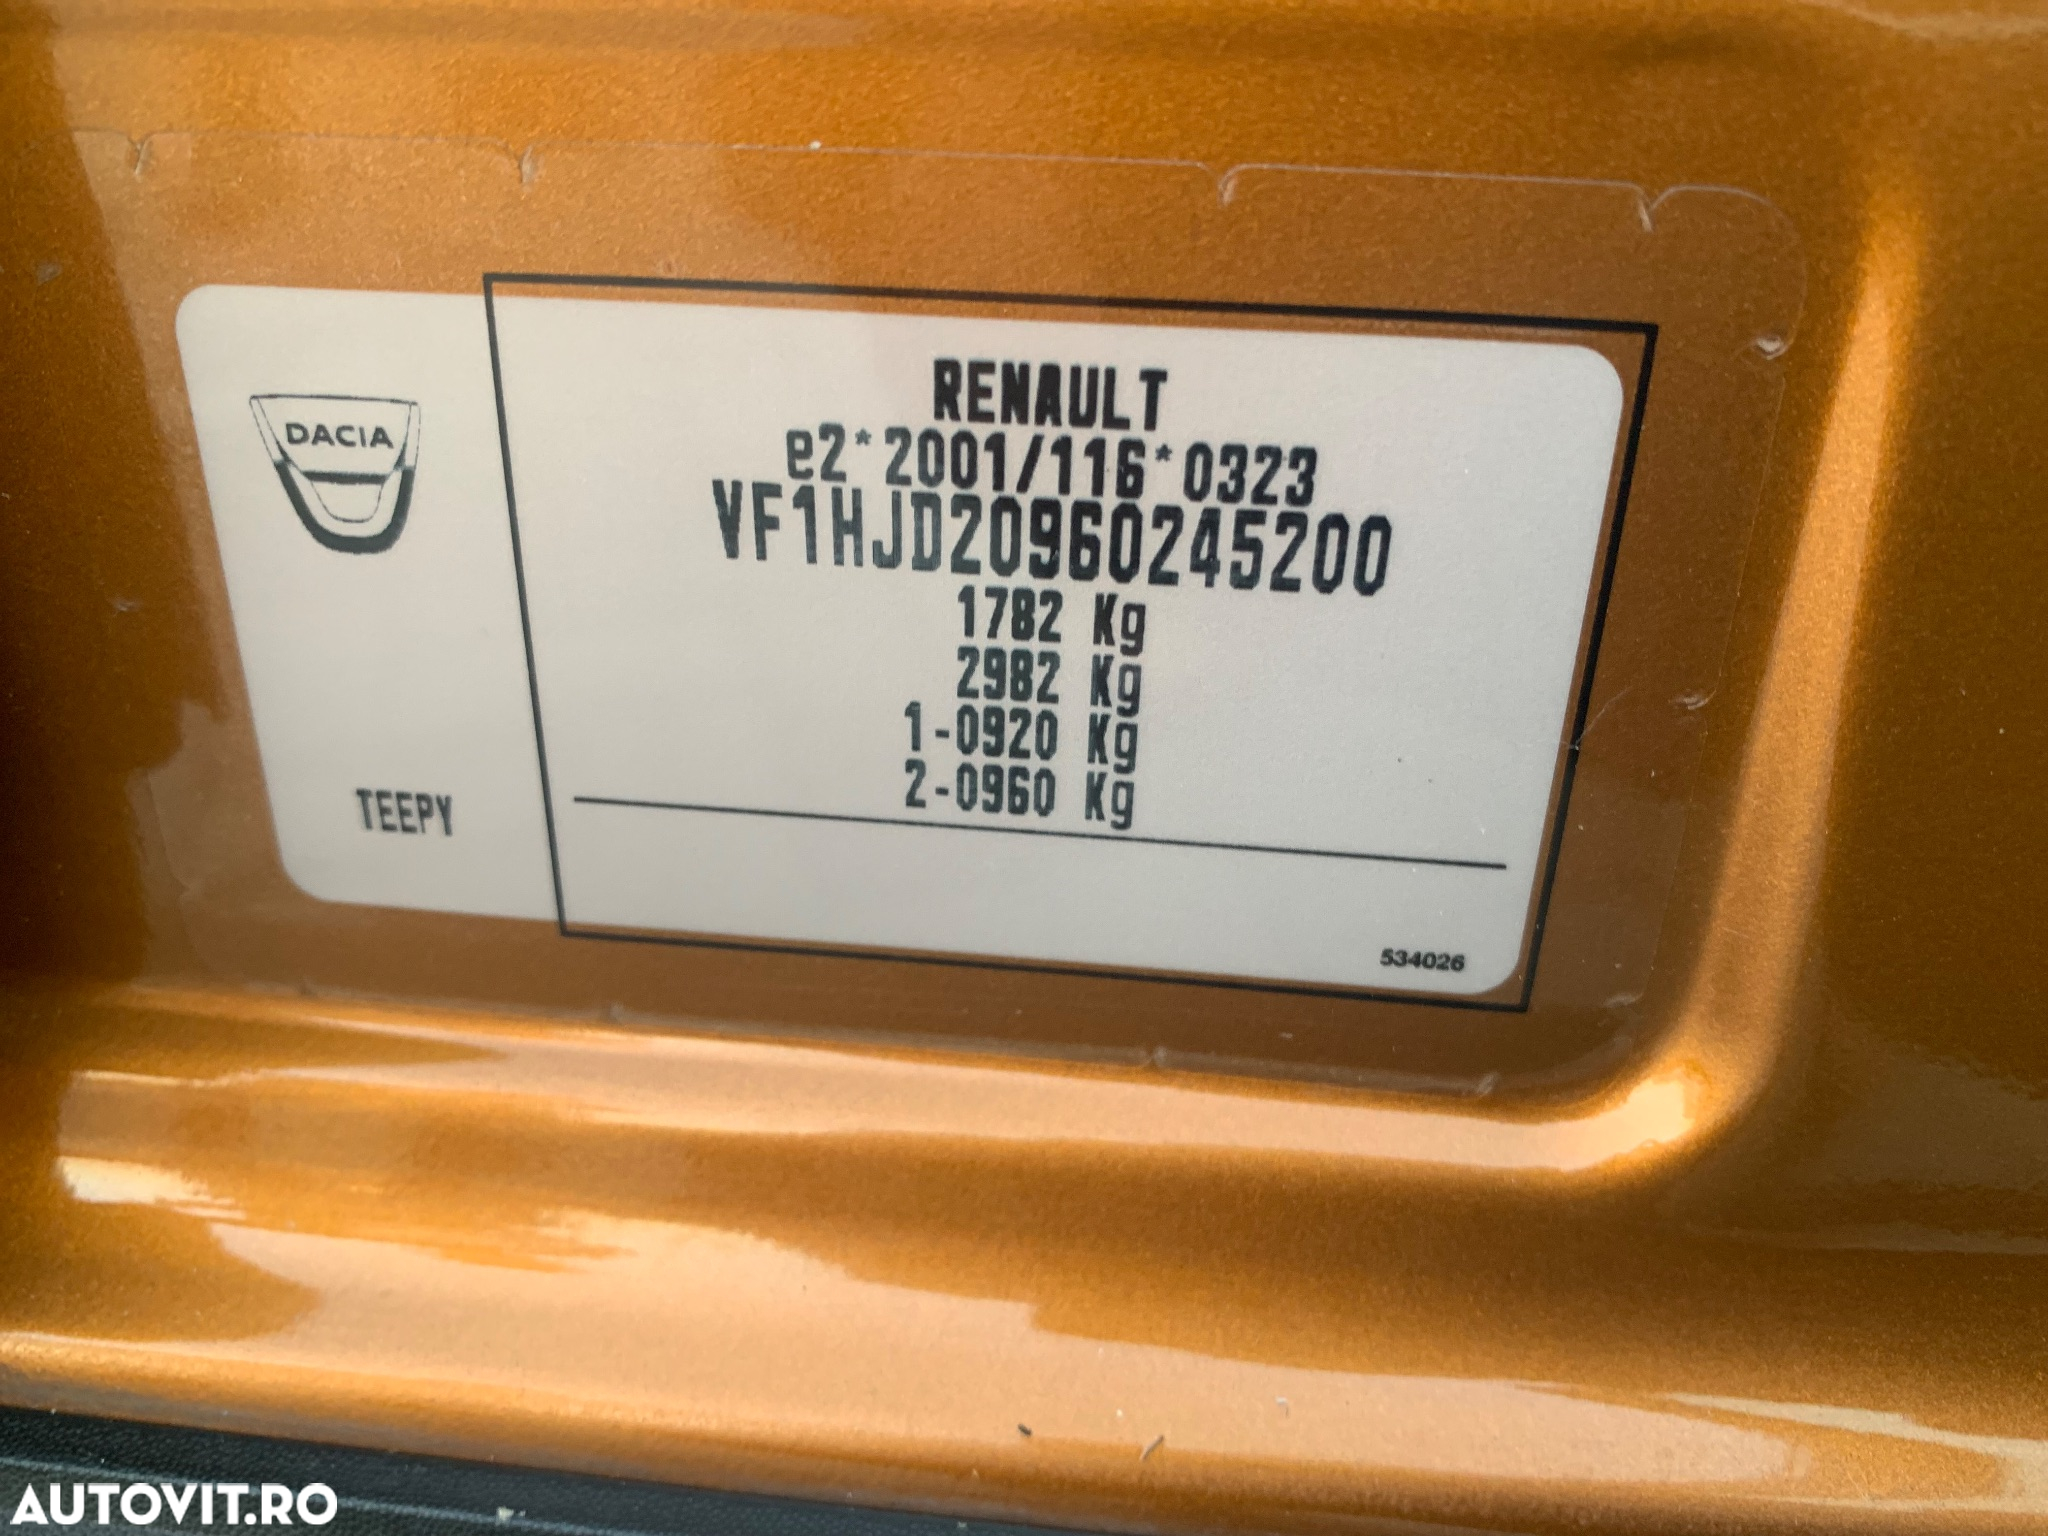 DACIA
RENAULT
e2*2001/116*0323
VF1HJD20960245200
1782 Kg
2982 Kg
1-0920 Kg
2-0960 Kg
TEEPY
534026
AUTOVIT.RO